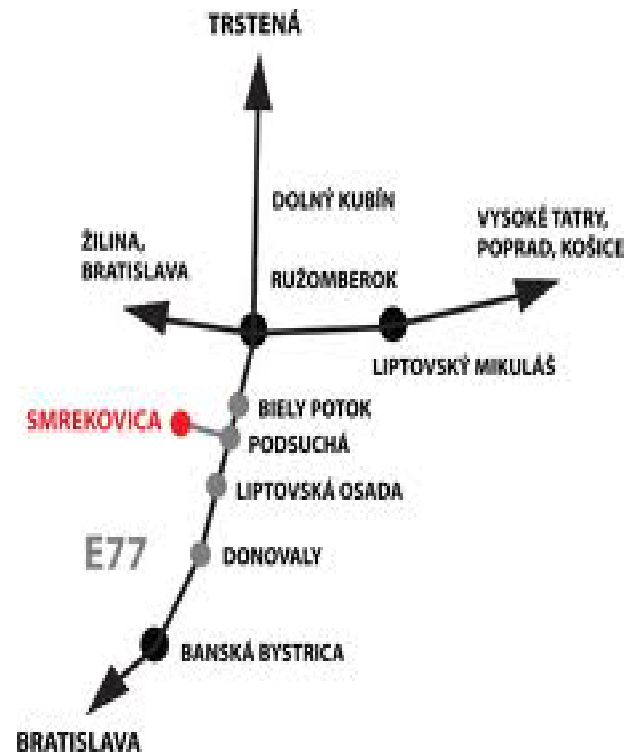 TRSTENÁ
DOLNÝ KUBÍN
VYSOKÉ TATRY,
POPRAD, KOŠICE
ŽILINA,
BRATISLAVA
RUŽOMBEROK
LIPTOVSKÝ MIKULÁŠ
BIELY POTOK
SMREKOVICA
PODSUCHÁ
LIPTOVSKÁ OSADA
E77
DONOVALY
BANSKÁ BYSTRICA
BRATISLAVA